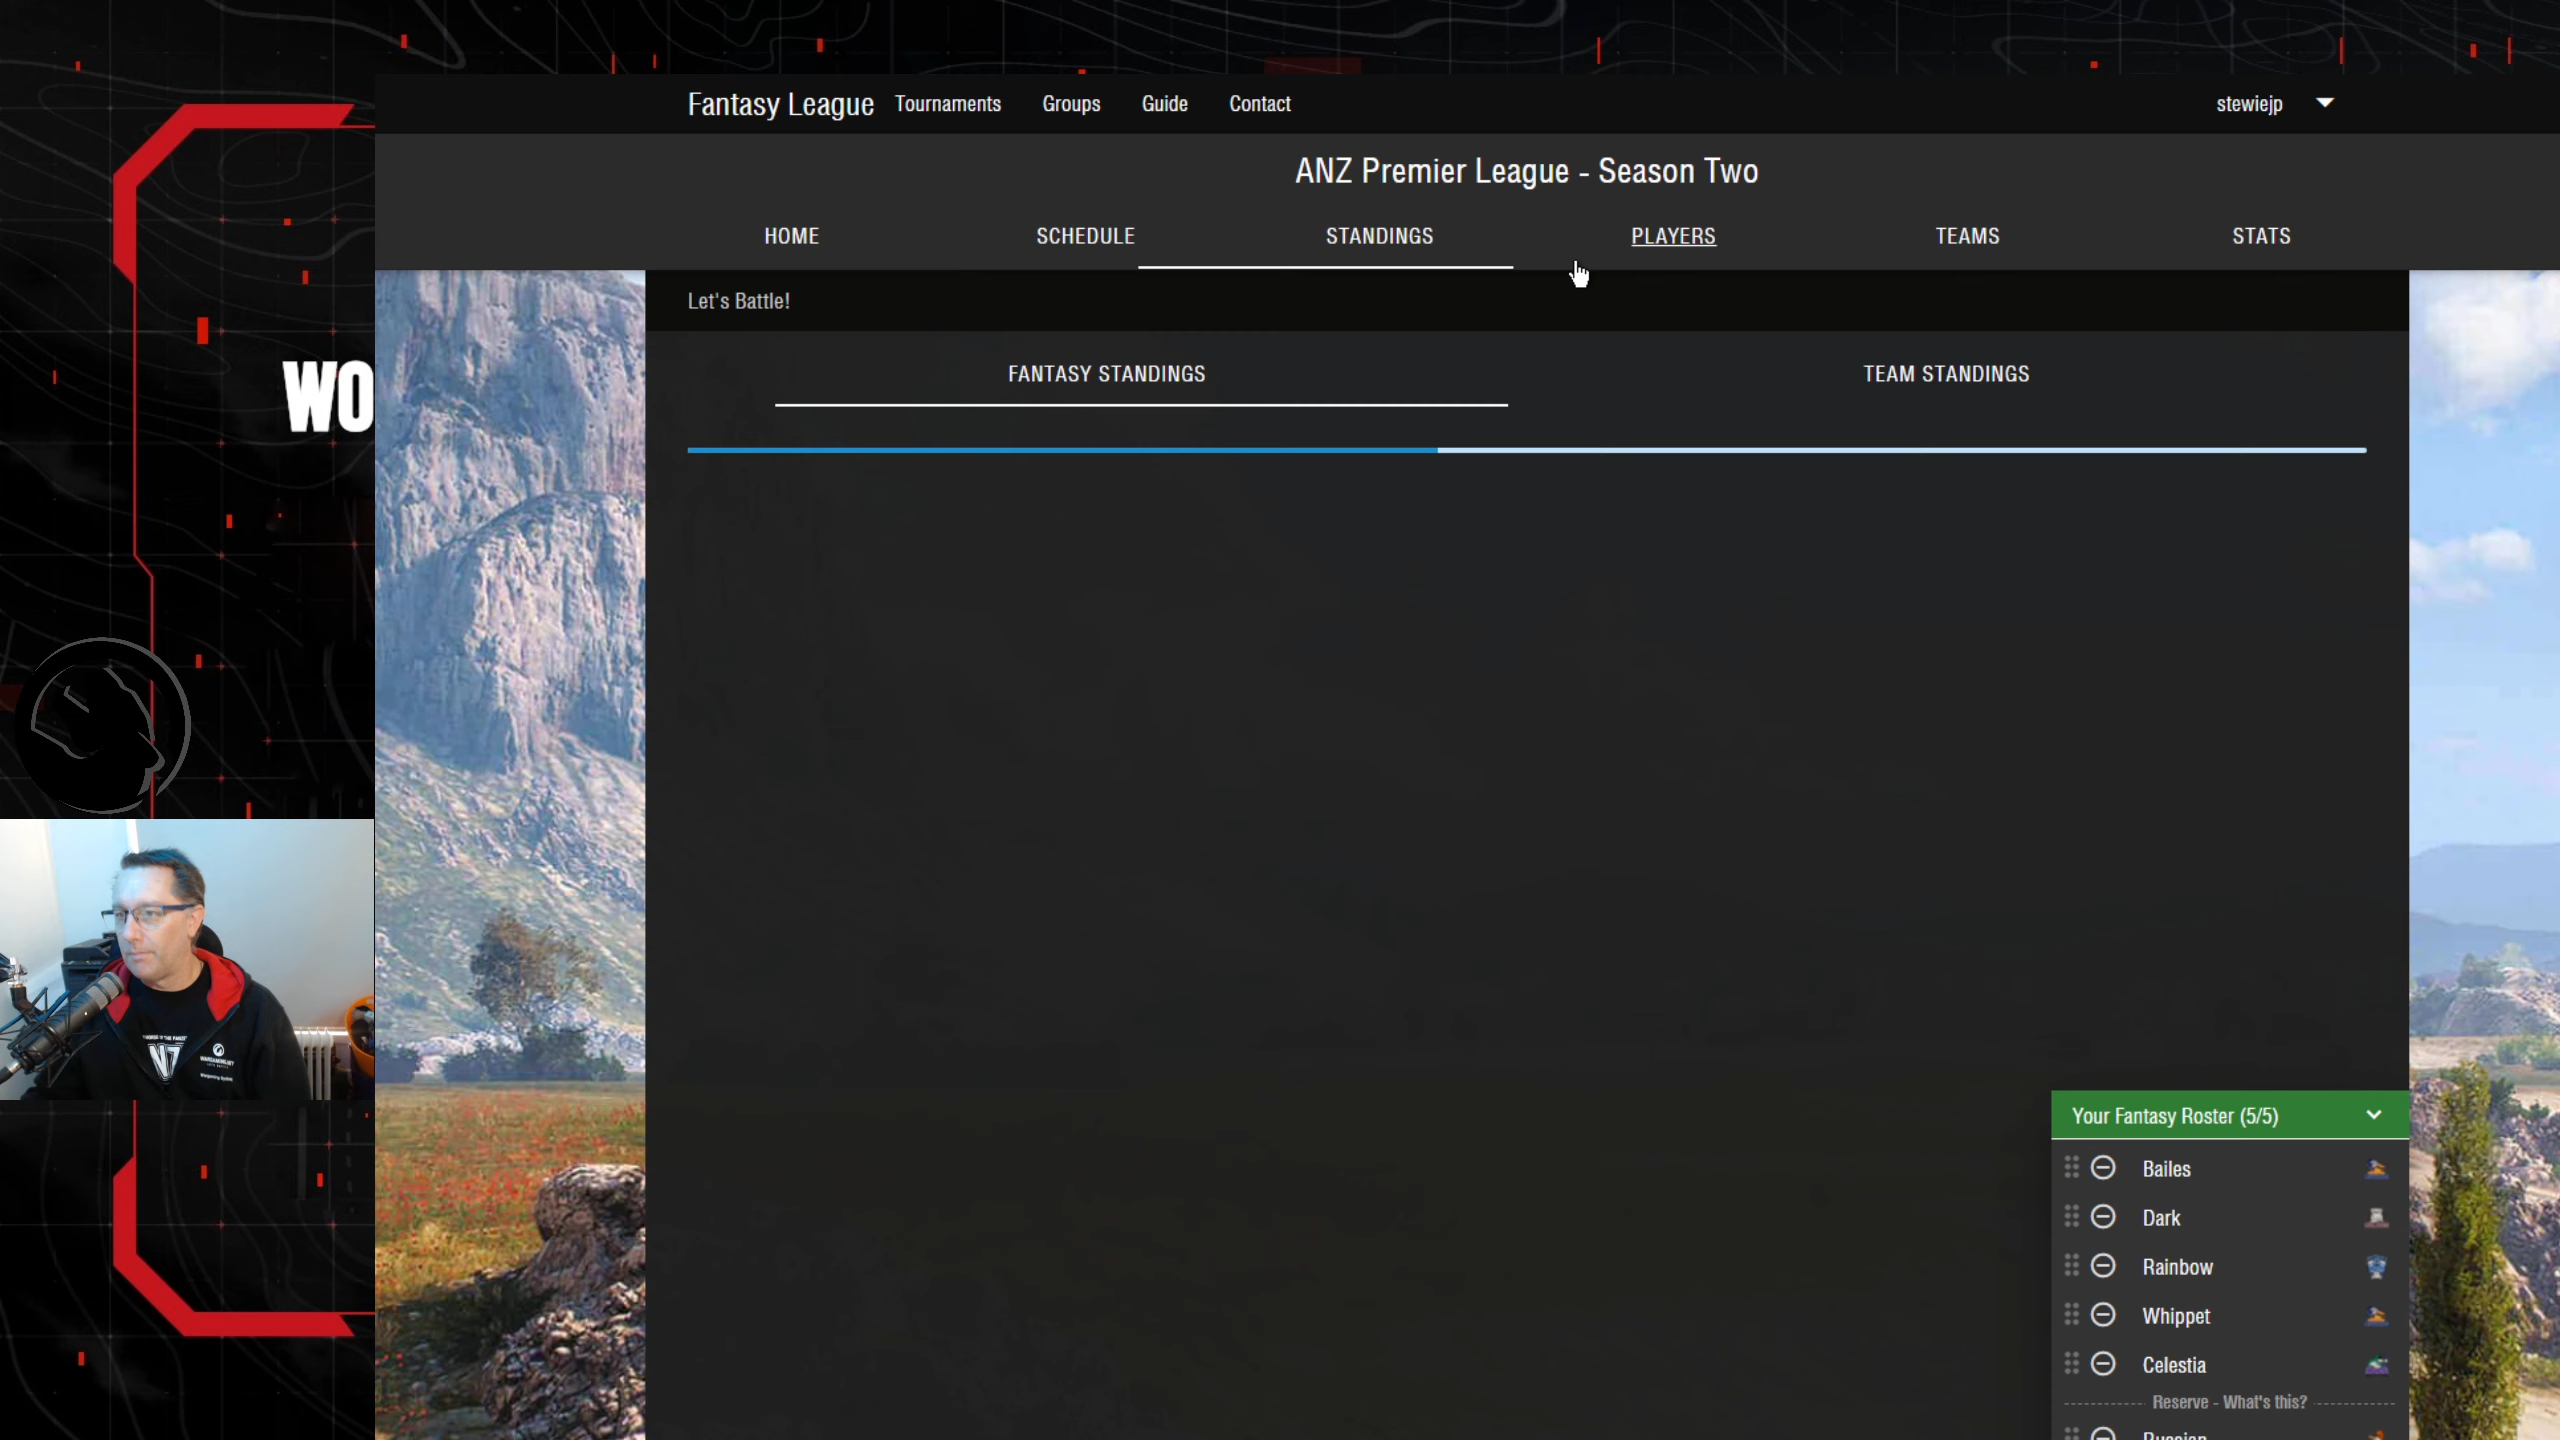 Fantasy League Tournaments Groups Guide Contact stewiejp
ANZ Premier League - Season Two
HOME SCHEDULE STANDINGS PLAYERS TEAMS STATS
Let's Battle!
WO
FANTASY STANDINGS TEAM STANDINGS
Your Fantasy Roster (5/5)
Bailes
Dark
Rainbow
Whippet
Celestia
Reserve - What's this?